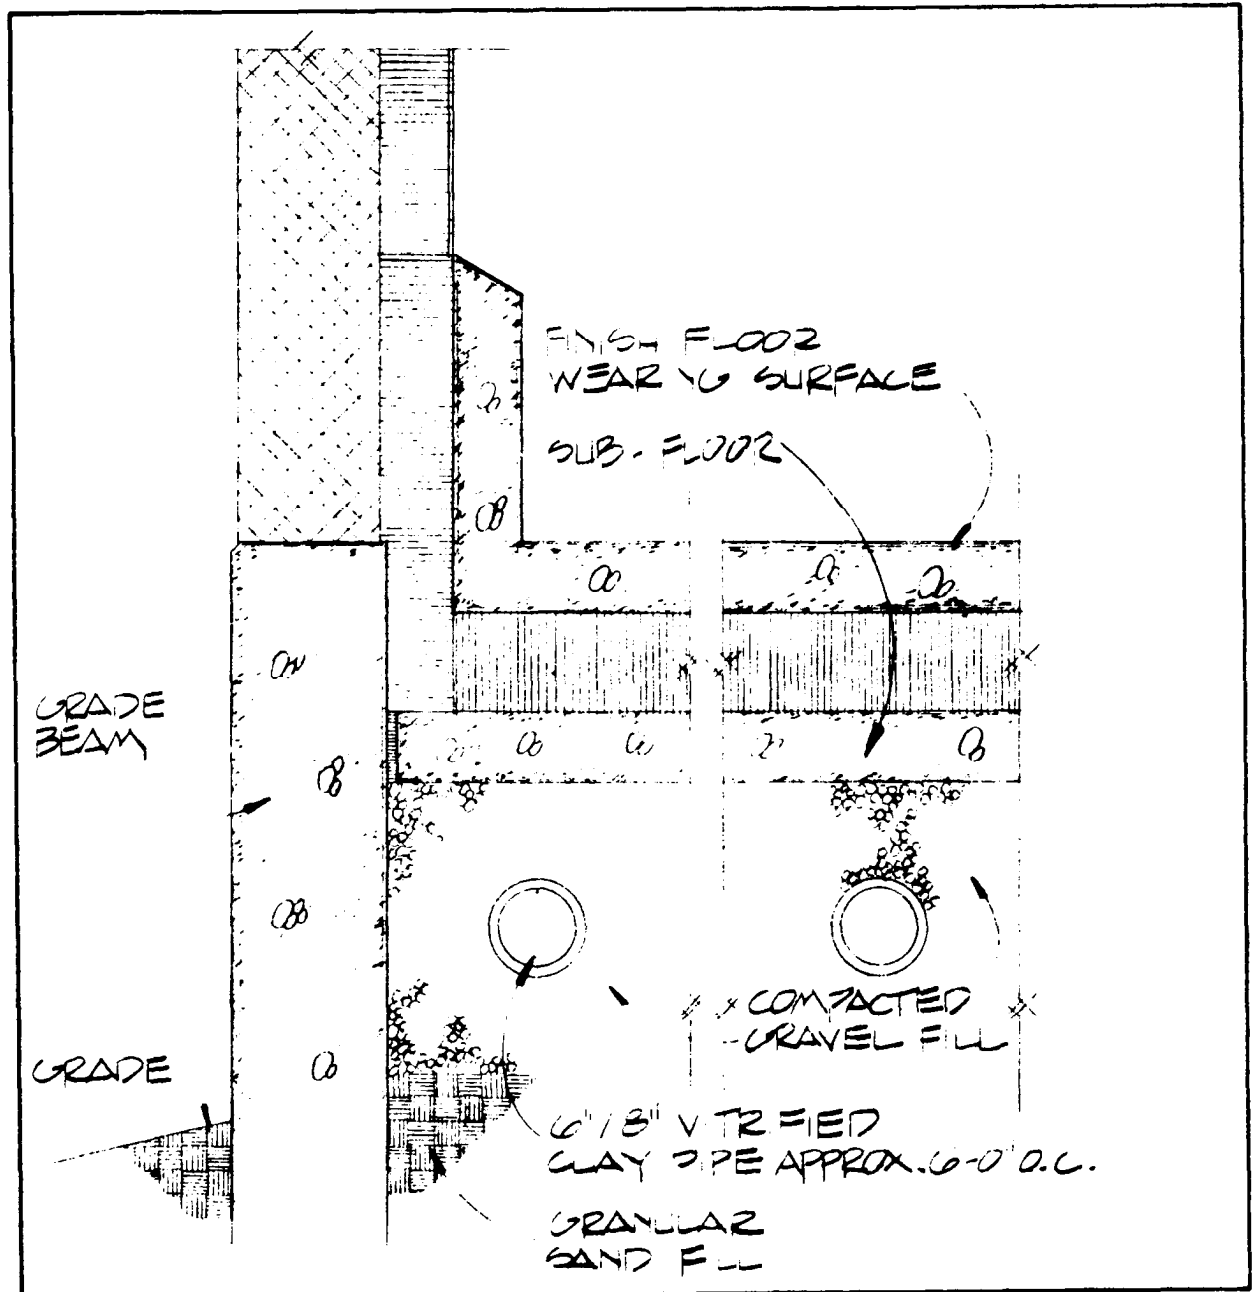 FINISH FLOOR
WEARING SURFACE
SUB-FLOOR
GRADE
BEAM
COMPACTED
GRAVEL FILL
GRADE
6"/8" VITRIFIED
CLAY PIPE APPROX. 6-0" O.C.
GRANULAR
SAND FILL